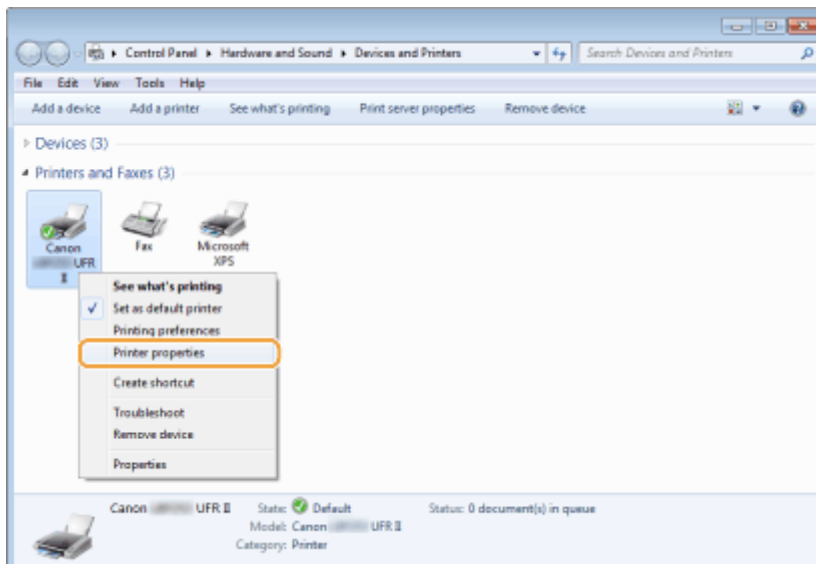 Control Panel ▸ Hardware and Sound ▸ Devices and Printers
Search Devices and Printers
File Edit View Tools Help
Add a device Add a printer See what's printing Print server properties Remove device
Devices (3)
Printers and Faxes (3)
Canon
UFR
II
Fax
Microsoft
XPS
See what's printing
Set as default printer
Printing preferences
Printer properties
Create shortcut
Troubleshoot
Remove device
Properties
Canon UFR II State: Default Status: 0 document(s) in queue
Model: Canon UFR II
Category: Printer